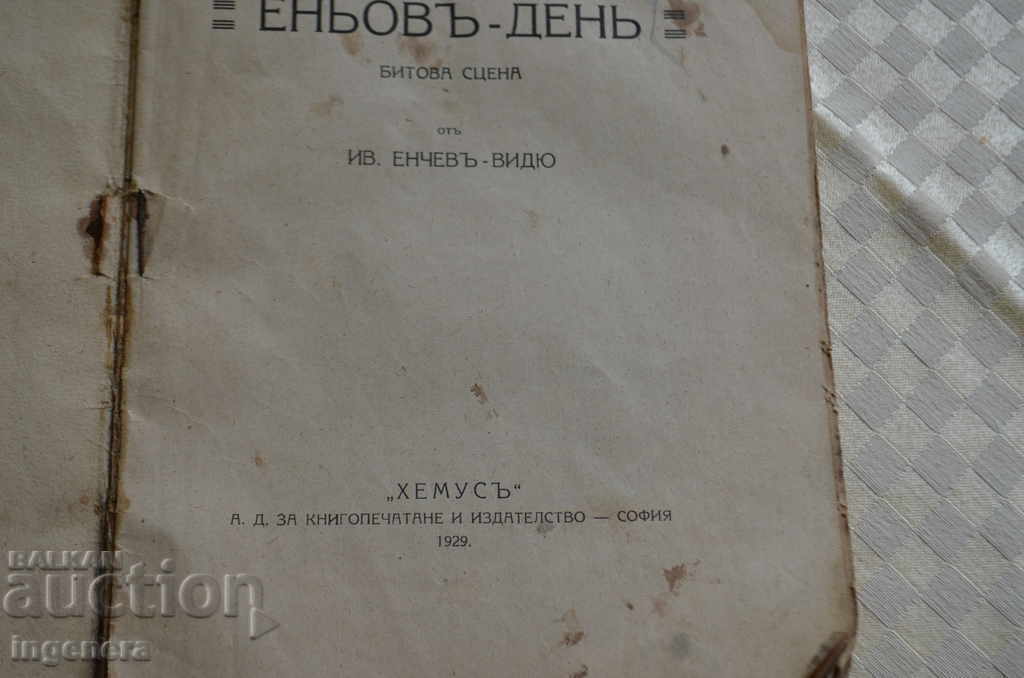 ЕНЬОВЪ-ДЕНЬ
БИТОВА СЦЕНА
отъ
ИВ. ЕНЧЕВЪ-ВИДЮ
„ХЕМУСЪ“
А. Д. ЗА КНИГОПЕЧАТАНЕ И ИЗДАТЕЛСТВО — СОФИЯ
1929.
BALKAN
auction
ingenera